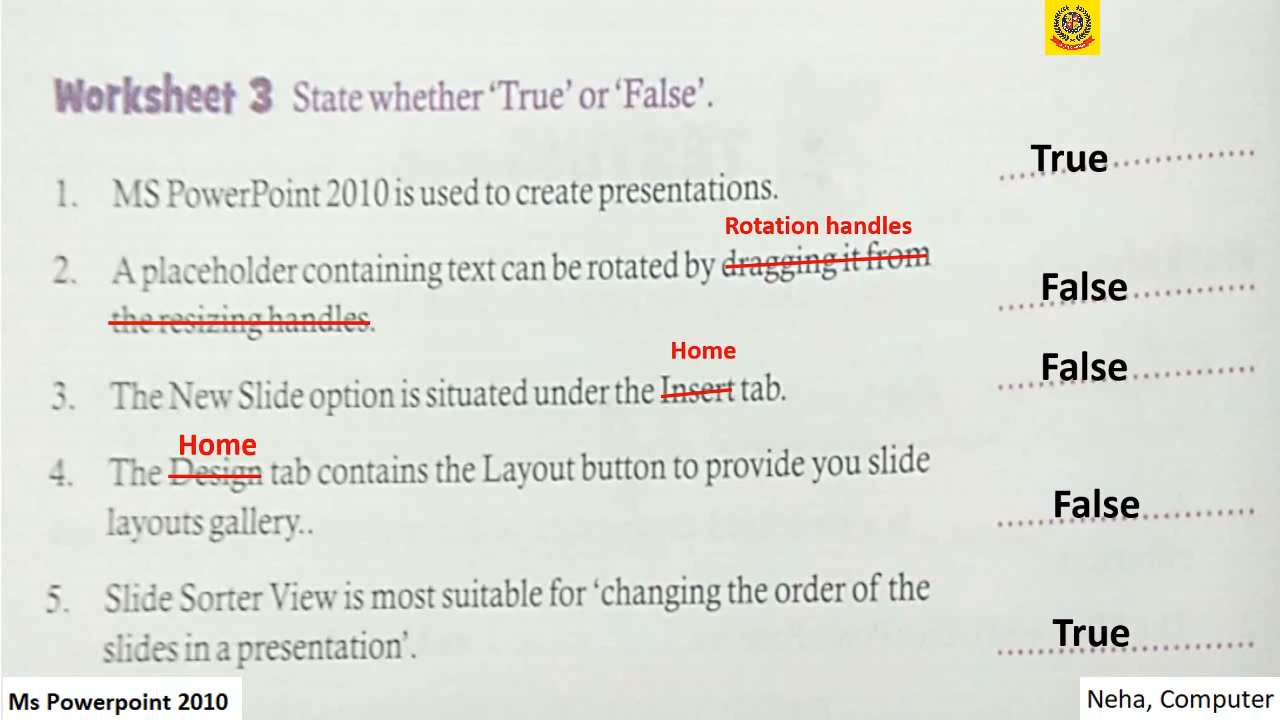 Worksheet 3 State whether ‘True’ or ‘False’.
True
1. MS PowerPoint 2010 is used to create presentations.
Rotation handles
2. A placeholder containing text can be rotated by dragging it from
the resizing handles.
False
Home
3. The New Slide option is situated under the Insert tab.
False
Home
4. The Design tab contains the Layout button to provide you slide
layouts gallery..
False
5. Slide Sorter View is most suitable for ‘changing the order of the
slides in a presentation’.
True
Ms Powerpoint 2010
Neha, Computer